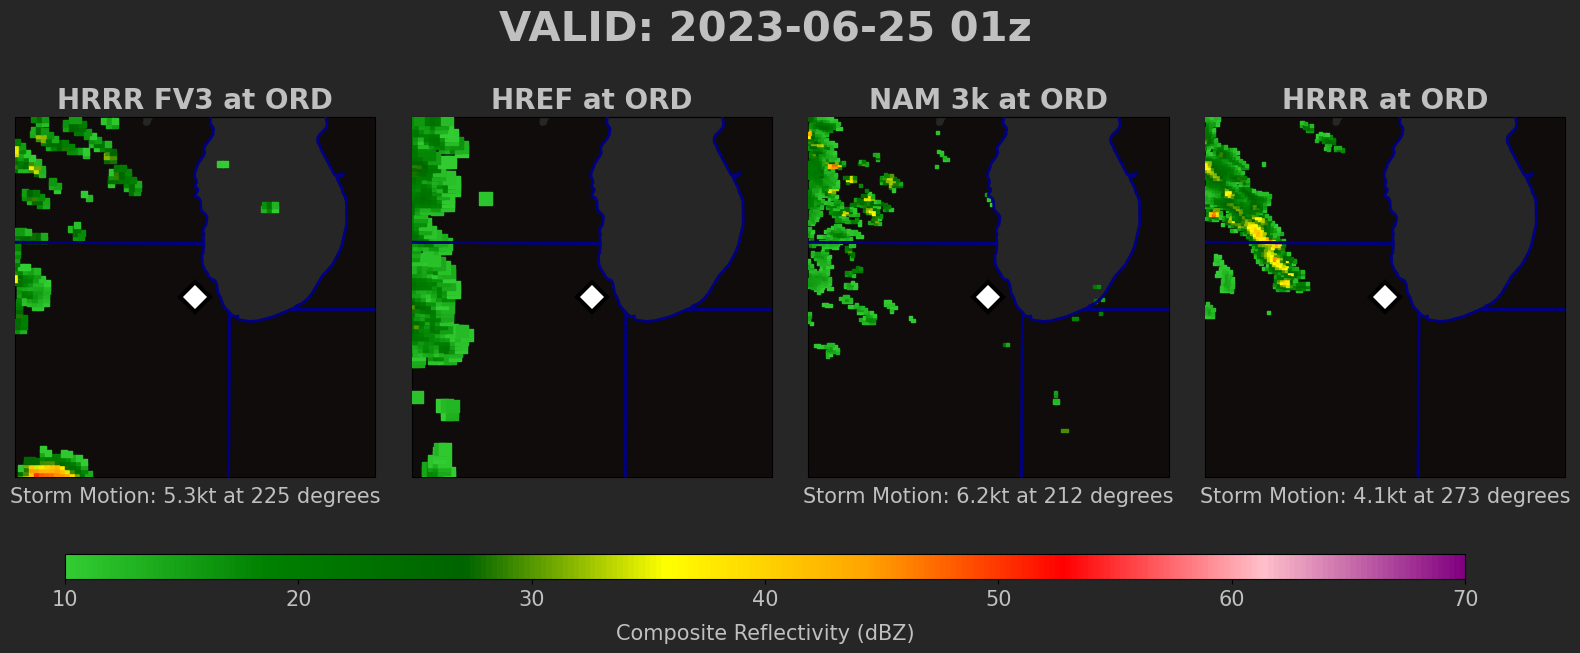 VALID: 2023-06-25 01z
HRRR FV3 at ORD
HREF at ORD
NAM 3k at ORD
HRRR at ORD
Storm Motion: 5.3kt at 225 degrees
Storm Motion: 6.2kt at 212 degrees
Storm Motion: 4.1kt at 273 degrees
10 20 30 40 50 60 70
Composite Reflectivity (dBZ)